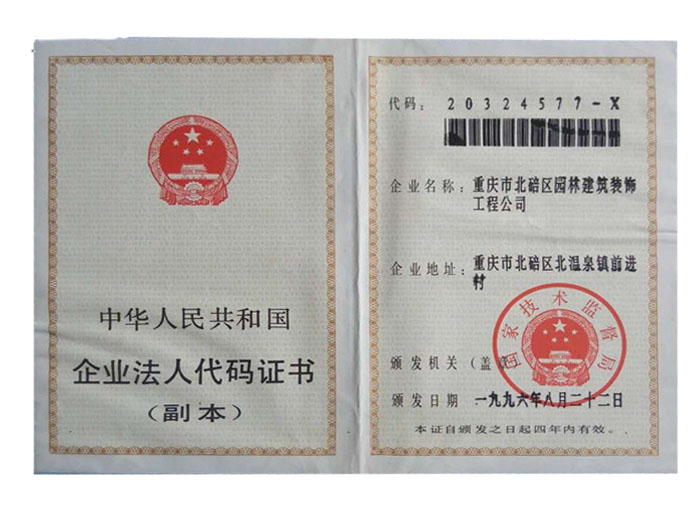 中华人民共和国
企业法人代码证书
（副本）
代码：20324577-X
企业名称：重庆市北碚区园林建筑装饰
工程公司
企业地址：重庆市北碚区北温泉镇前进
村
国家技术监督局
颁发机关（盖章
颁发日期 一九九六年八月二十二日
本证自颁发之日起四年内有效。